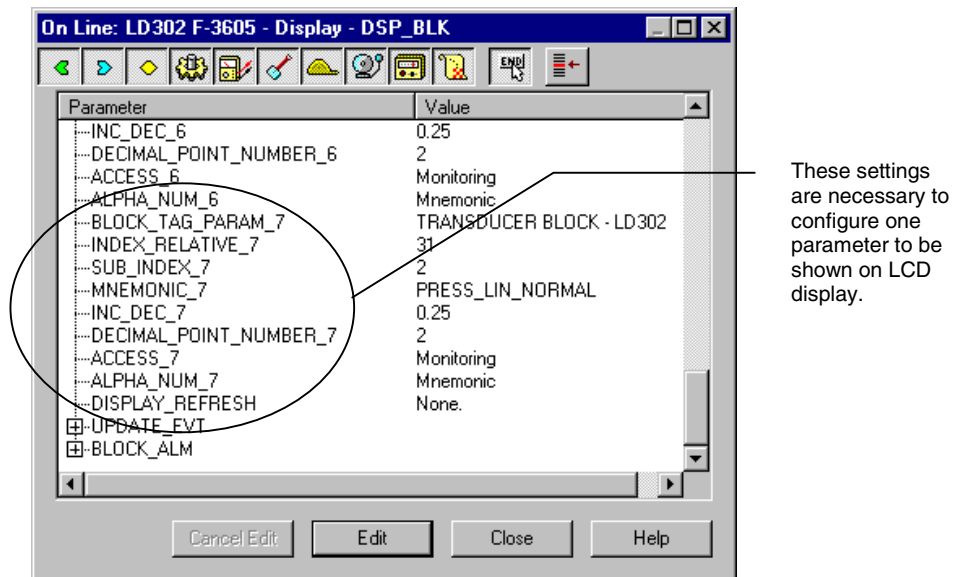 On Line: LD302 F-3605 - Display - DSP_BLK
END
Parameter Value
INC_DEC_6 0.25
DECIMAL_POINT_NUMBER_6 2
ACCESS_6 Monitoring
ALPHA_NUM_6 Mnemonic
BLOCK_TAG_PARAM_7 TRANSDUCER BLOCK - LD302
INDEX_RELATIVE_7 31
SUB_INDEX_7 2
MNEMONIC_7 PRESS_LIN_NORMAL
INC_DEC_7 0.25
DECIMAL_POINT_NUMBER_7 2
ACCESS_7 Monitoring
ALPHA_NUM_7 Mnemonic
DISPLAY_REFRESH None.
UPDATE_EVT
BLOCK_ALM
Cancel Edit Edit Close Help
These settings
are necessary to
configure one
parameter to be
shown on LCD
display.